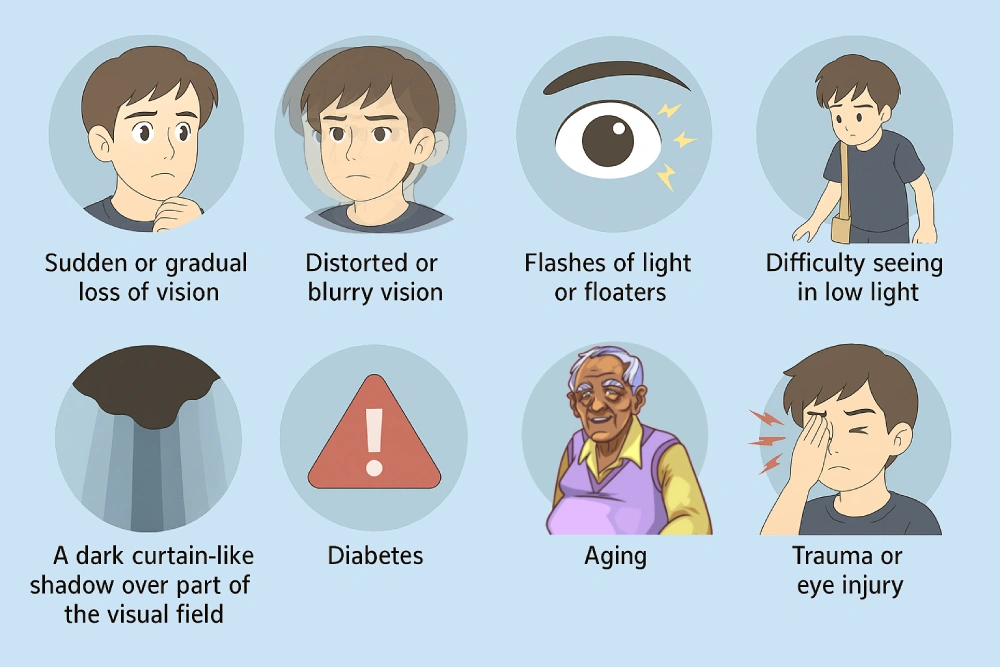 Sudden or gradual
loss of vision
Distorted or
blurry vision
Flashes of light
or floaters
Difficulty seeing
in low light
A dark curtain-like
shadow over part of
the visual field
Diabetes
Aging
Trauma or
eye injury